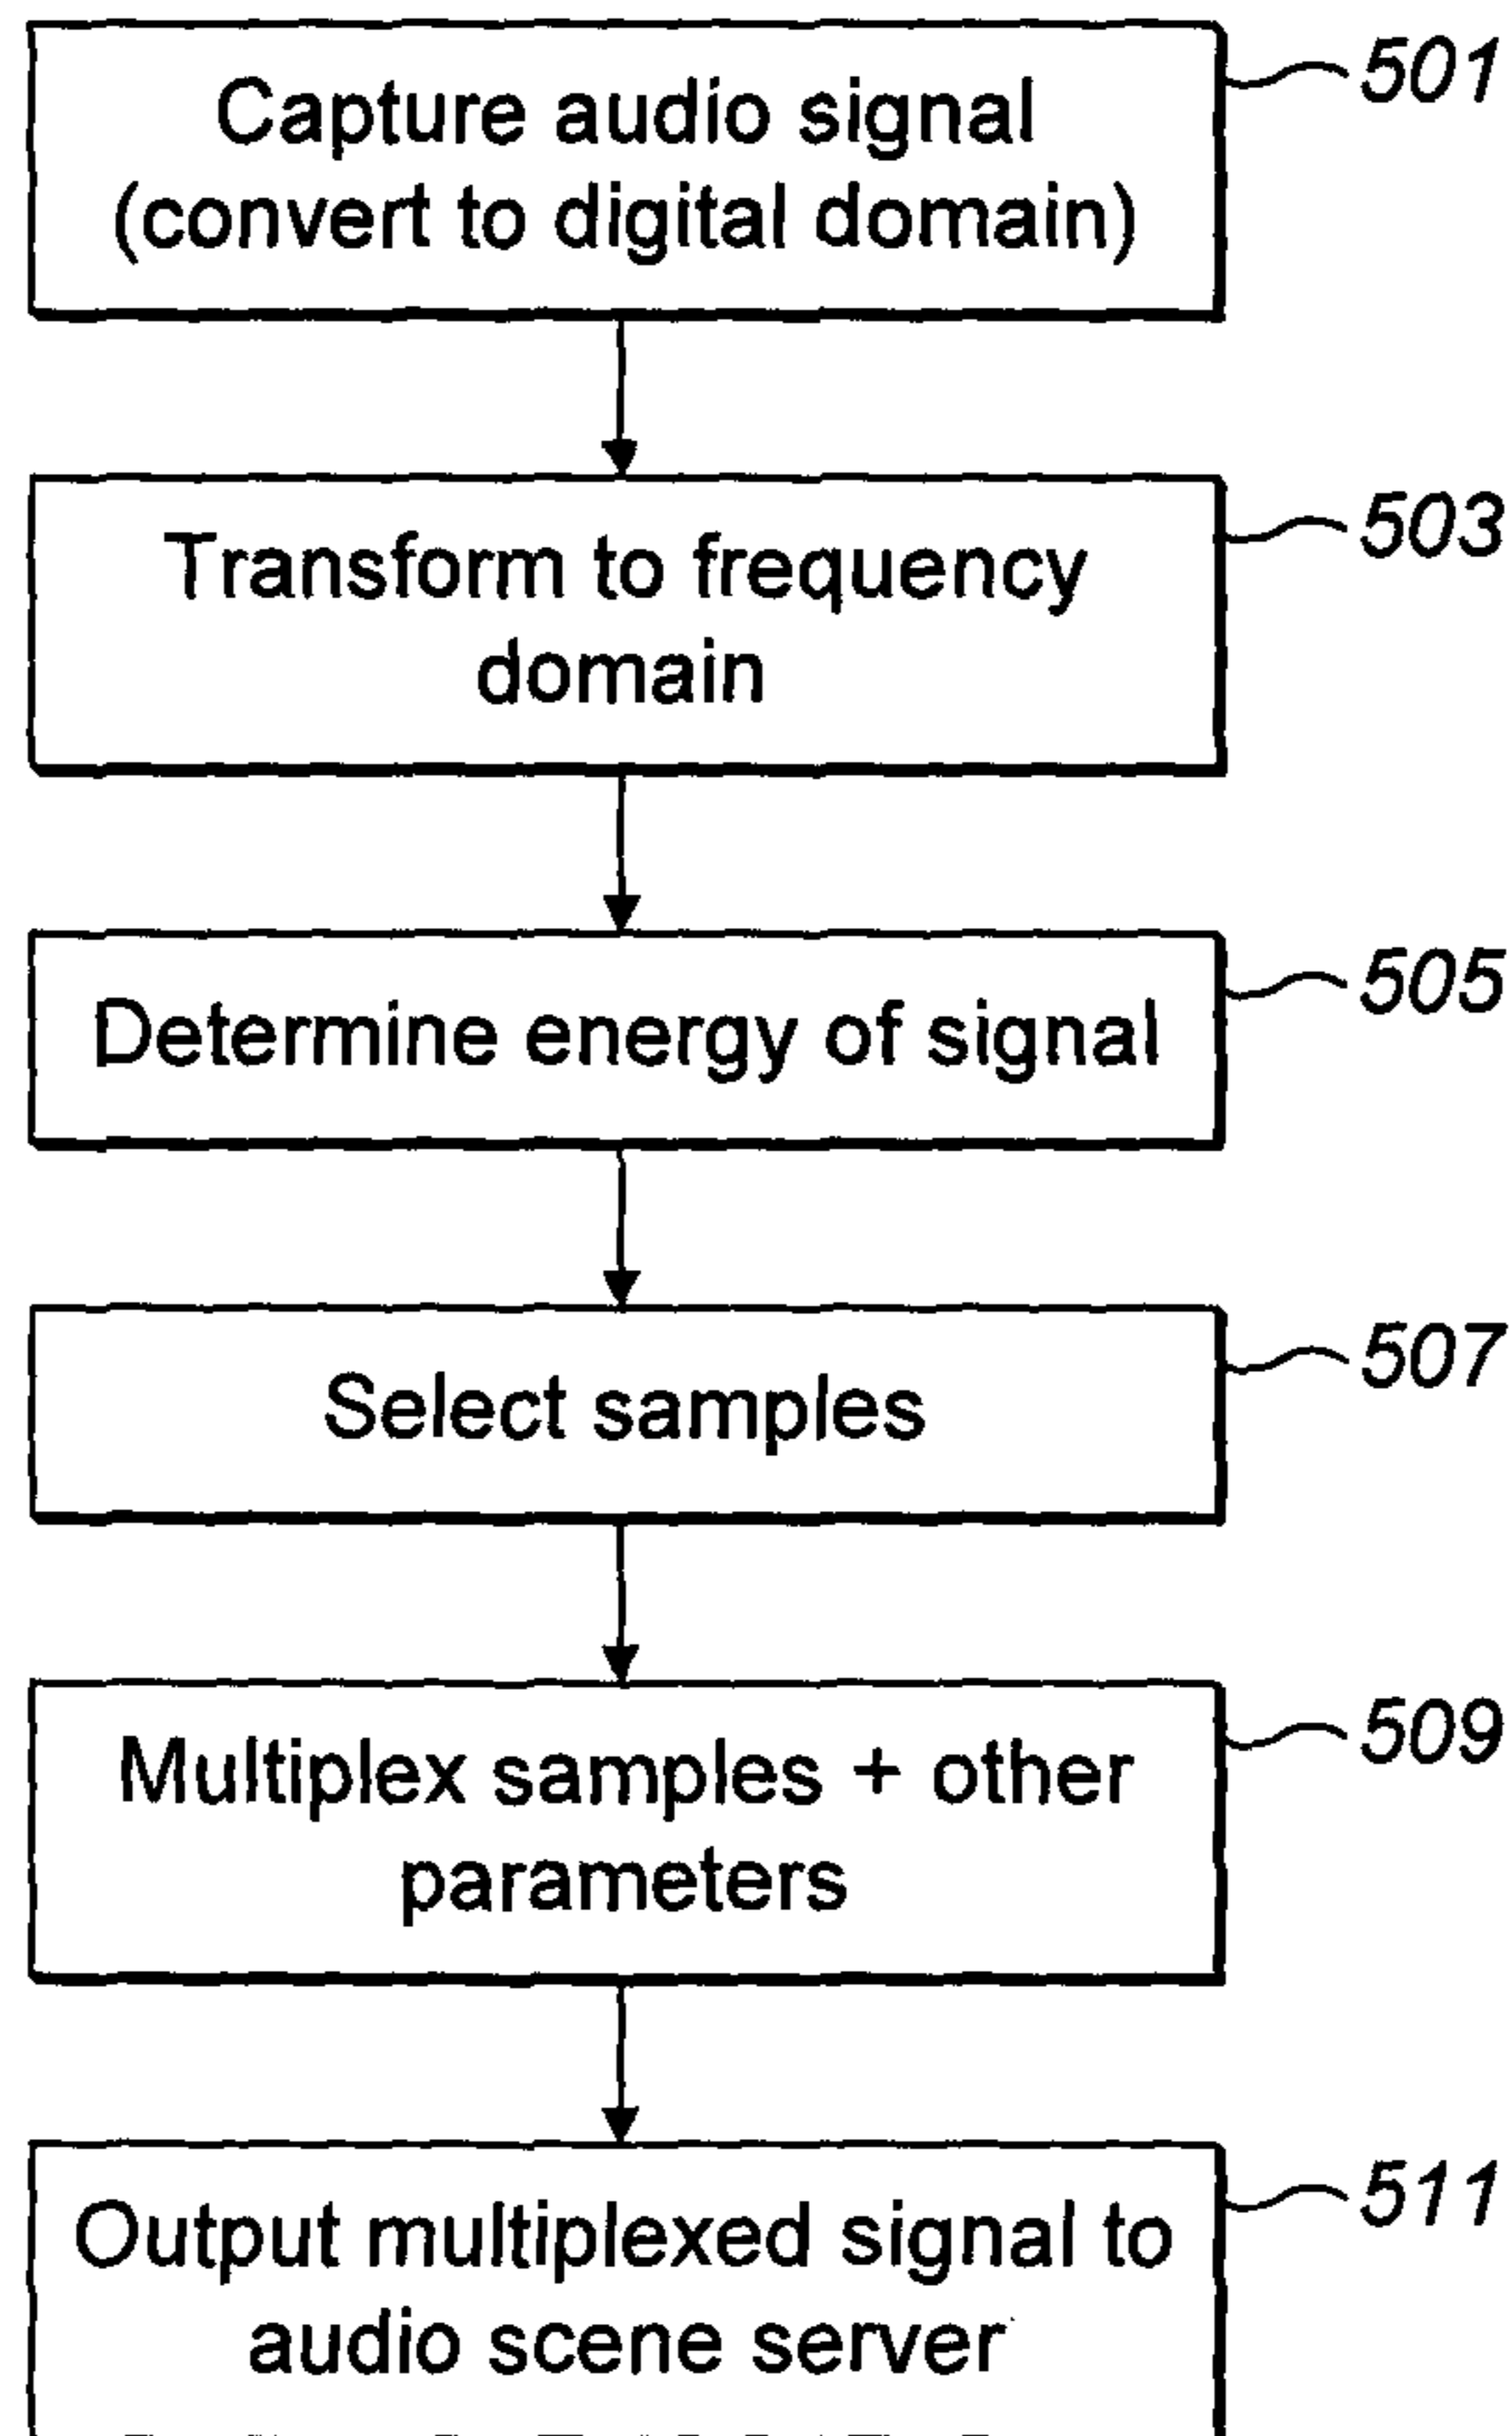 Capture audio signal
(convert to digital domain)
501
Transform to frequency
domain
503
Determine energy of signal
505
Select samples
507
Multiplex samples + other
parameters
509
Output multiplexed signal to
audio scene server
511